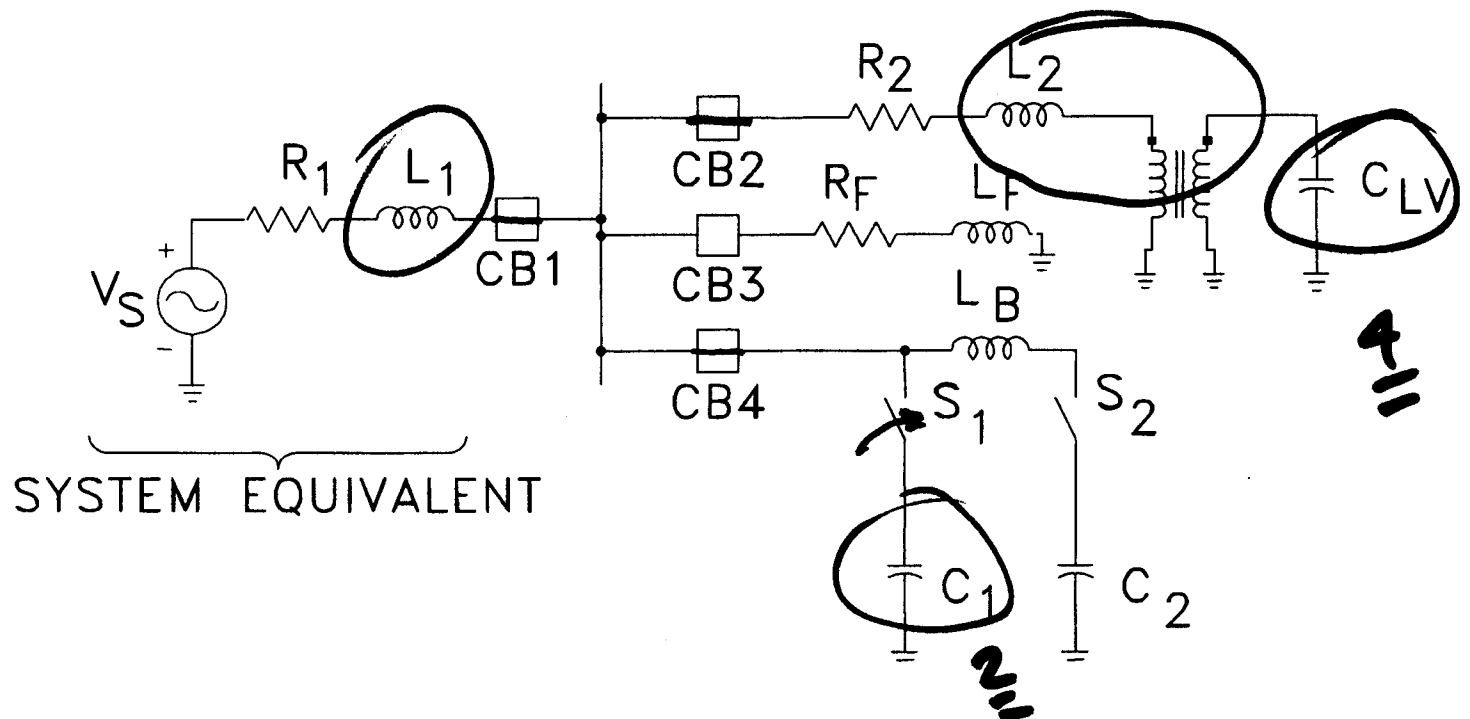 R2
L2
R1
L1
CB2
CLV
RF
LF
CB1
+
VS
CB3
LB
−
4
CB4
S1
S2
SYSTEM EQUIVALENT
C1
C2
2